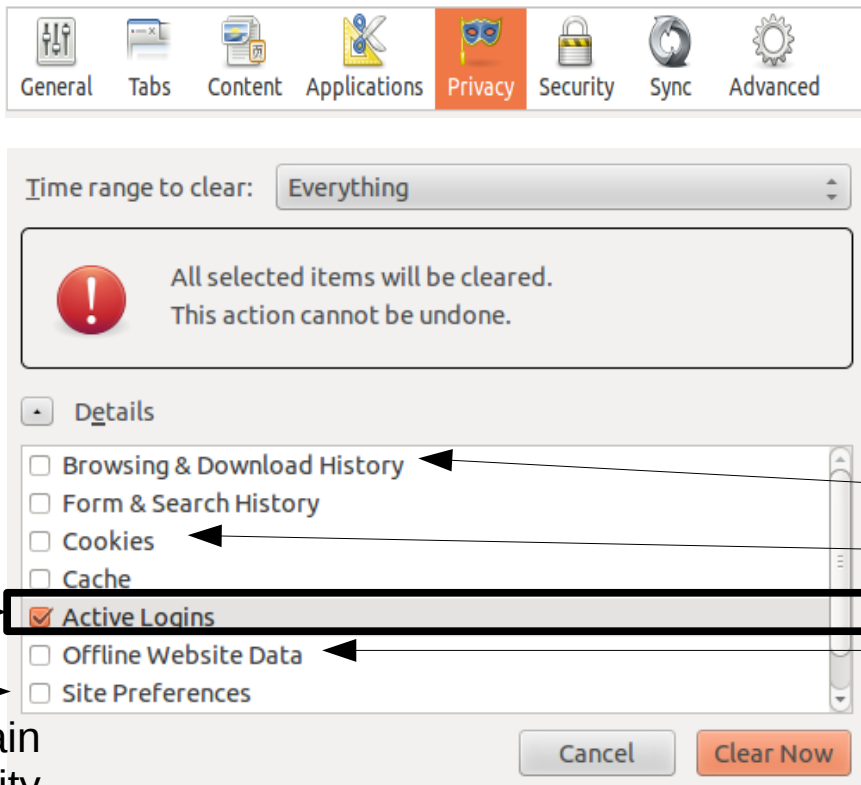 General Tabs Content Applications Privacy Security Sync Advanced
Time range to clear: Everything
All selected items will be cleared.
This action cannot be undone.
Details
Browsing & Download History
Form & Search History
Cookies
Cache
Active Logins
Offline Website Data
Site Preferences
Cancel Clear Now